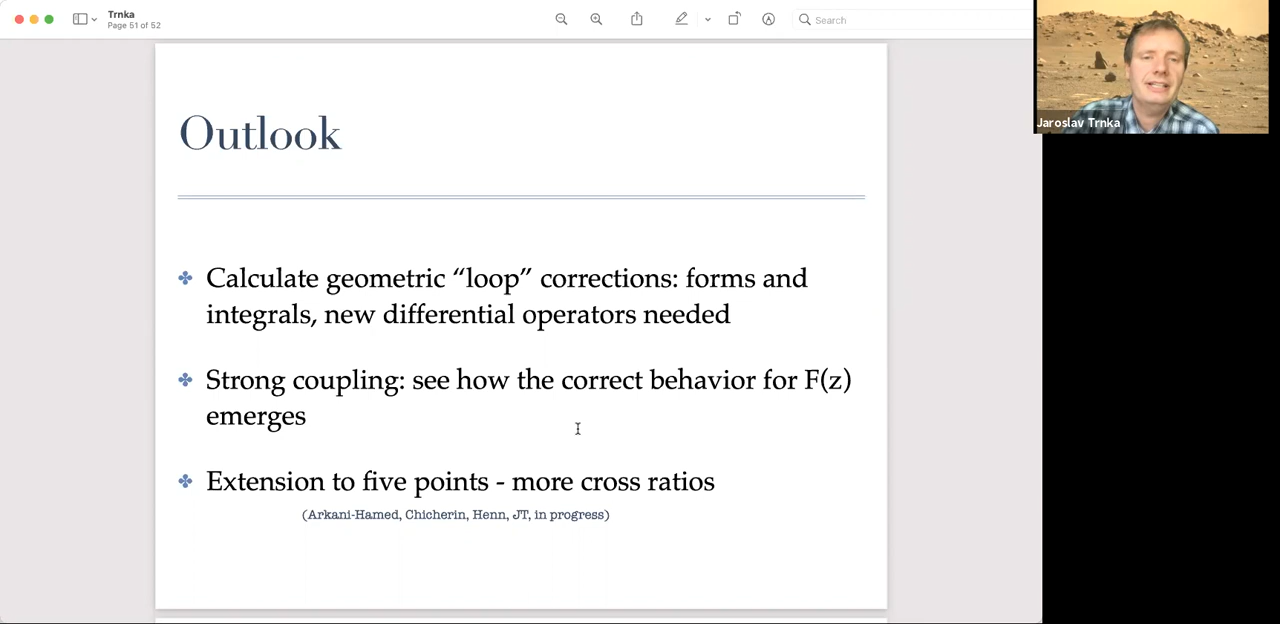 Trnka
Page 51 of 52
Search
Jaroslav Trnka
Outlook
Calculate geometric “loop” corrections: forms and
integrals, new differential operators needed
Strong coupling: see how the correct behavior for F(z)
emerges
Extension to five points - more cross ratios
(Arkani-Hamed, Chicherin, Henn, JT, in progress)